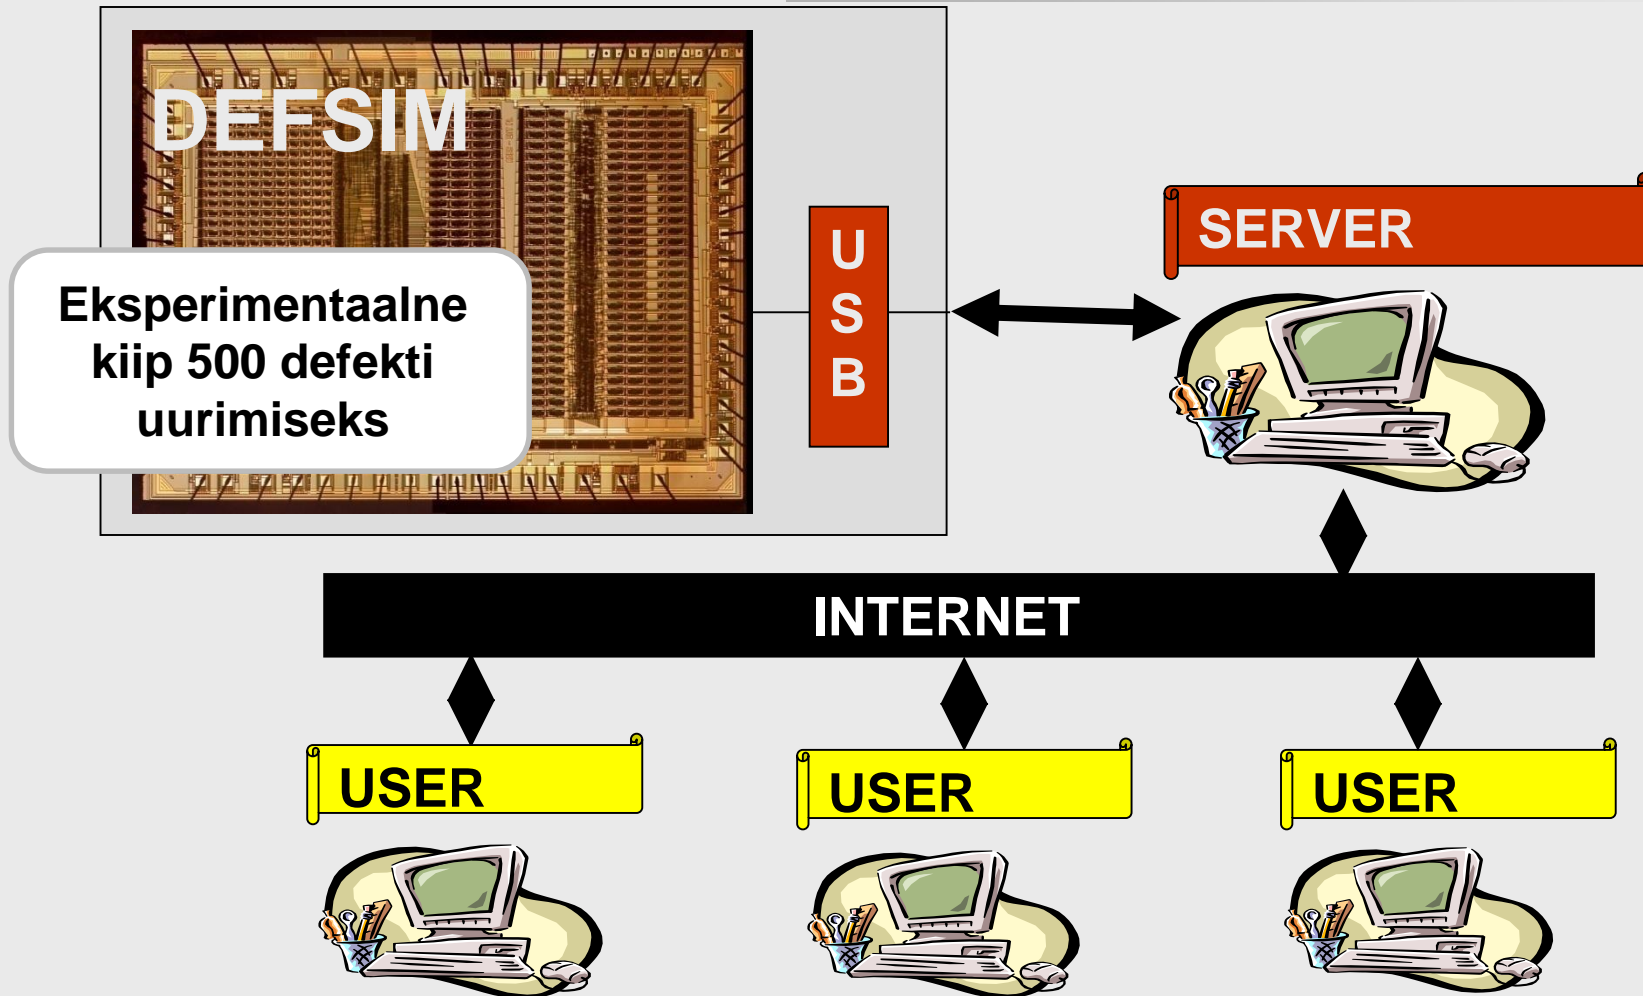 DEFSIM
Eksperimentaalne
kiip 500 defekti
uurimiseks
U
S
B
SERVER
INTERNET
USER
USER
USER